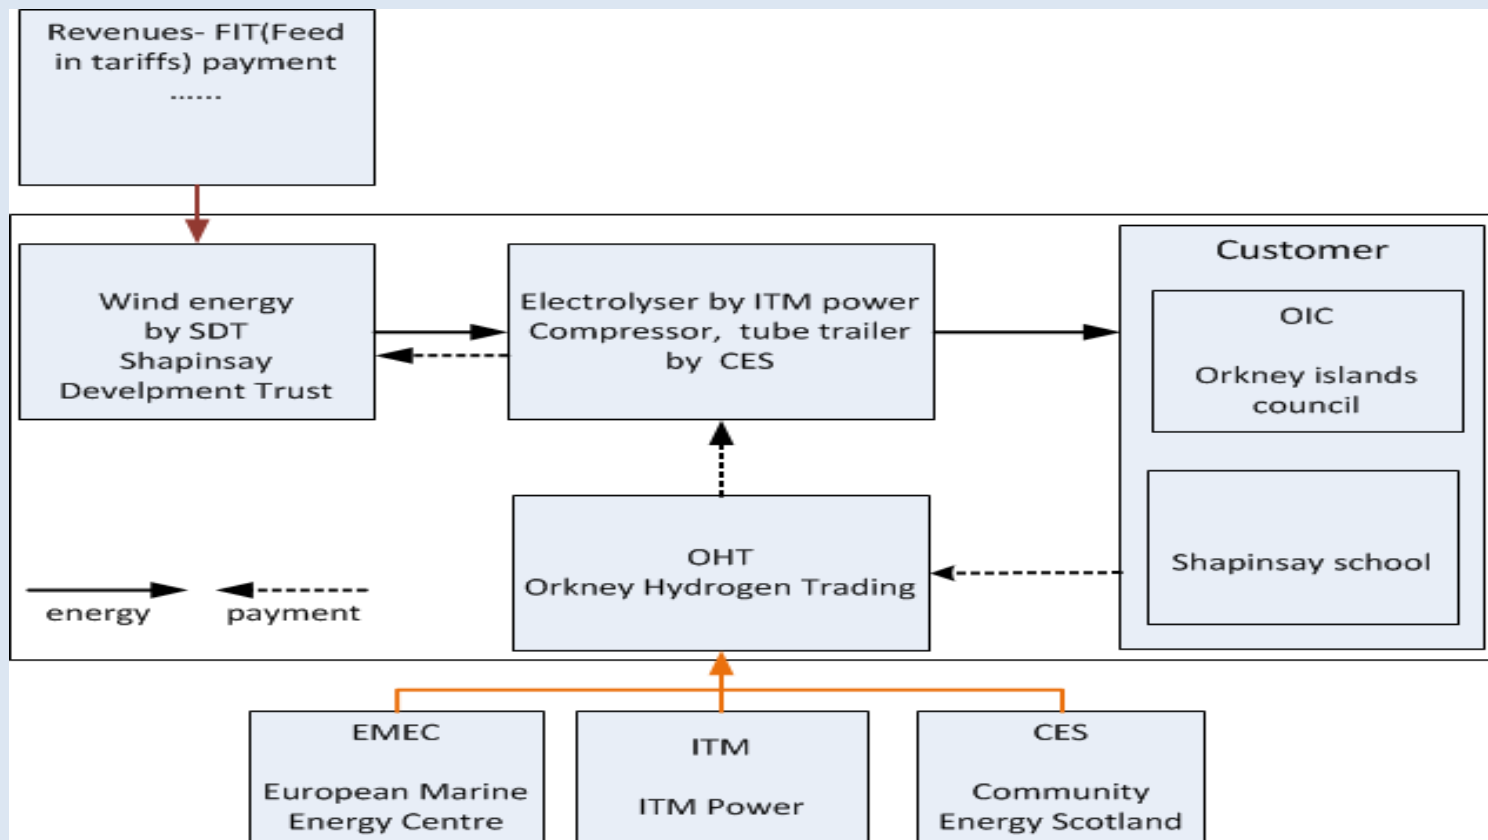 Revenues- FIT(Feed
in tariffs) payment
......
Wind energy
by SDT
Shapinsay
Develpment Trust
Electrolyser by ITM power
Compressor, tube trailer
by CES
Customer
OIC
Orkney islands
council
Shapinsay school
OHT
Orkney Hydrogen Trading
energy
payment
EMEC
European Marine
Energy Centre
ITM
ITM Power
CES
Community
Energy Scotland